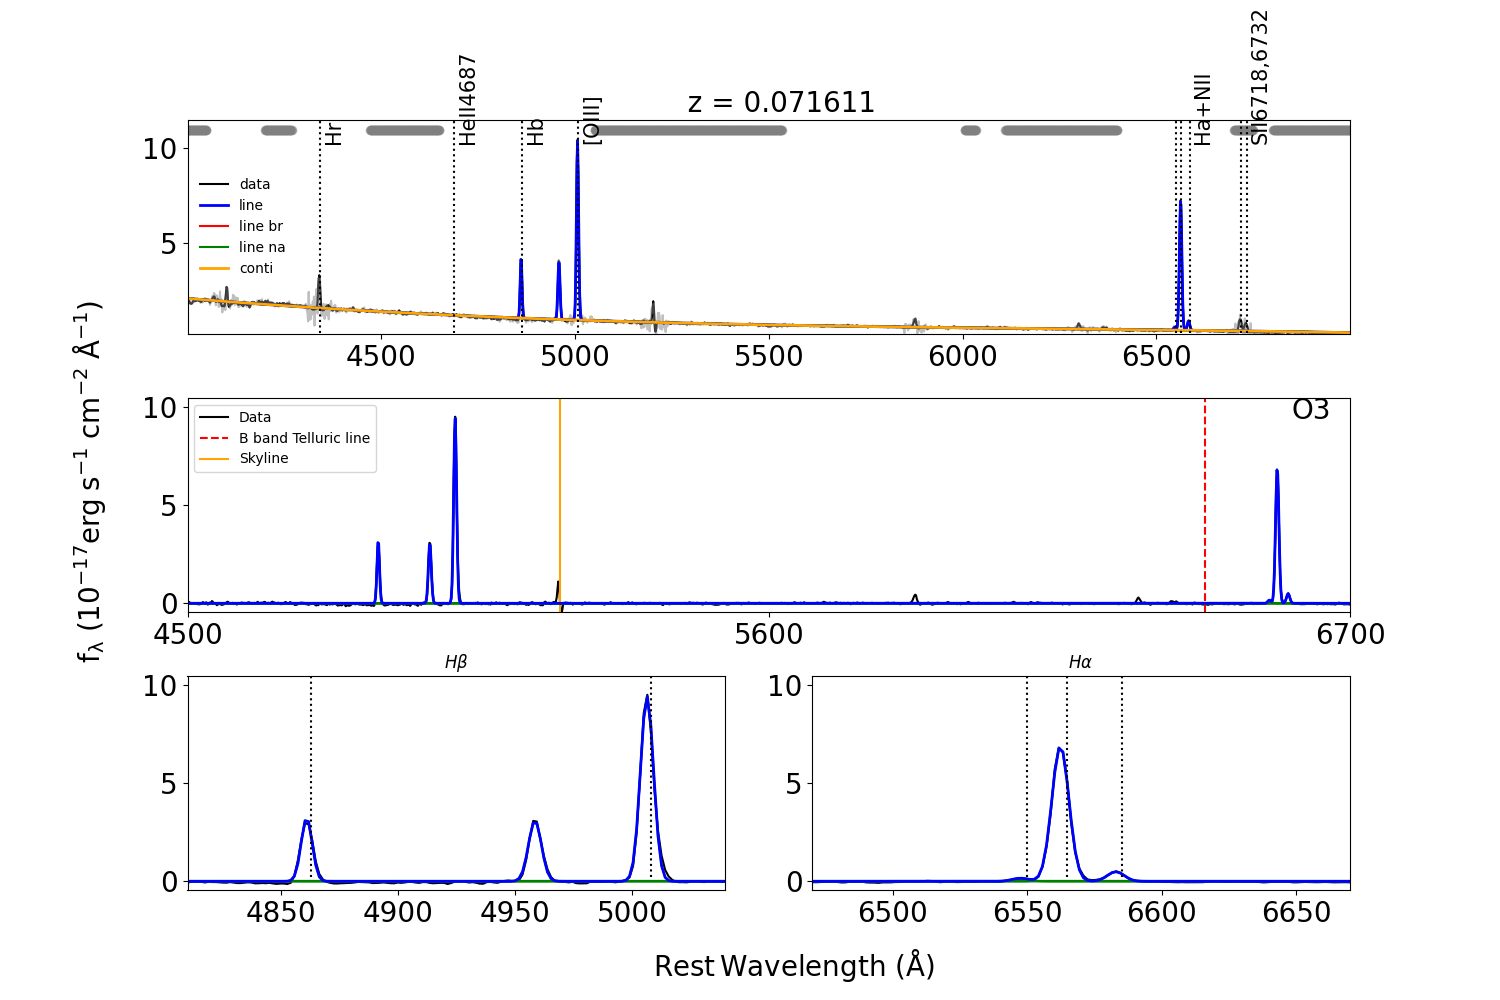 z = 0.071611
Hr
HeII4687
Hb
[OIII]
Ha+NII
SII6718,6732
10
5
data
line
line br
line na
conti
4500 5000 5500 6000 6500
f_λ (10^−17 erg s^−1 cm^−2 Å^−1)
10
5
0
Data
B band Telluric line
Skyline
O3
4500 5600 6700
Hβ
10
5
0
4850 4900 4950 5000
Hα
10
5
0
6500 6550 6600 6650
Rest Wavelength (Å)